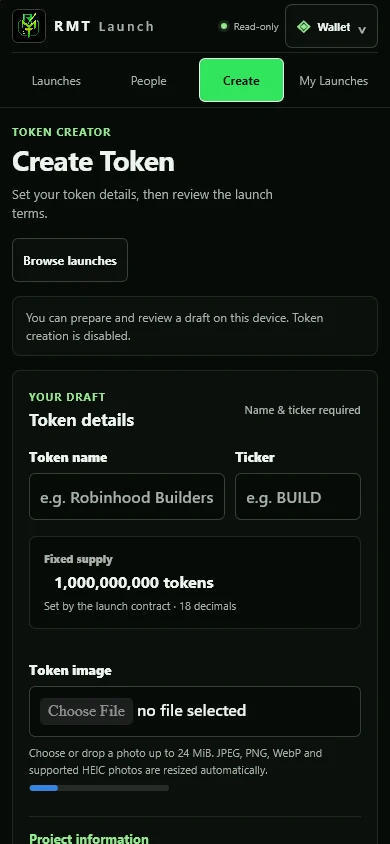 RMT Launch
Read-only
Wallet
Launches
People
Create
My Launches
TOKEN CREATOR
Create Token
Set your token details, then review the launch
terms.
Browse launches
You can prepare and review a draft on this device. Token
creation is disabled.
YOUR DRAFT
Token details
Name & ticker required
Token name
Ticker
e.g. Robinhood Builders
e.g. BUILD
Fixed supply
1,000,000,000 tokens
Set by the launch contract · 18 decimals
Token image
Choose File no file selected
Choose or drop a photo up to 24 MiB. JPEG, PNG, WebP and
supported HEIC photos are resized automatically.
Project information